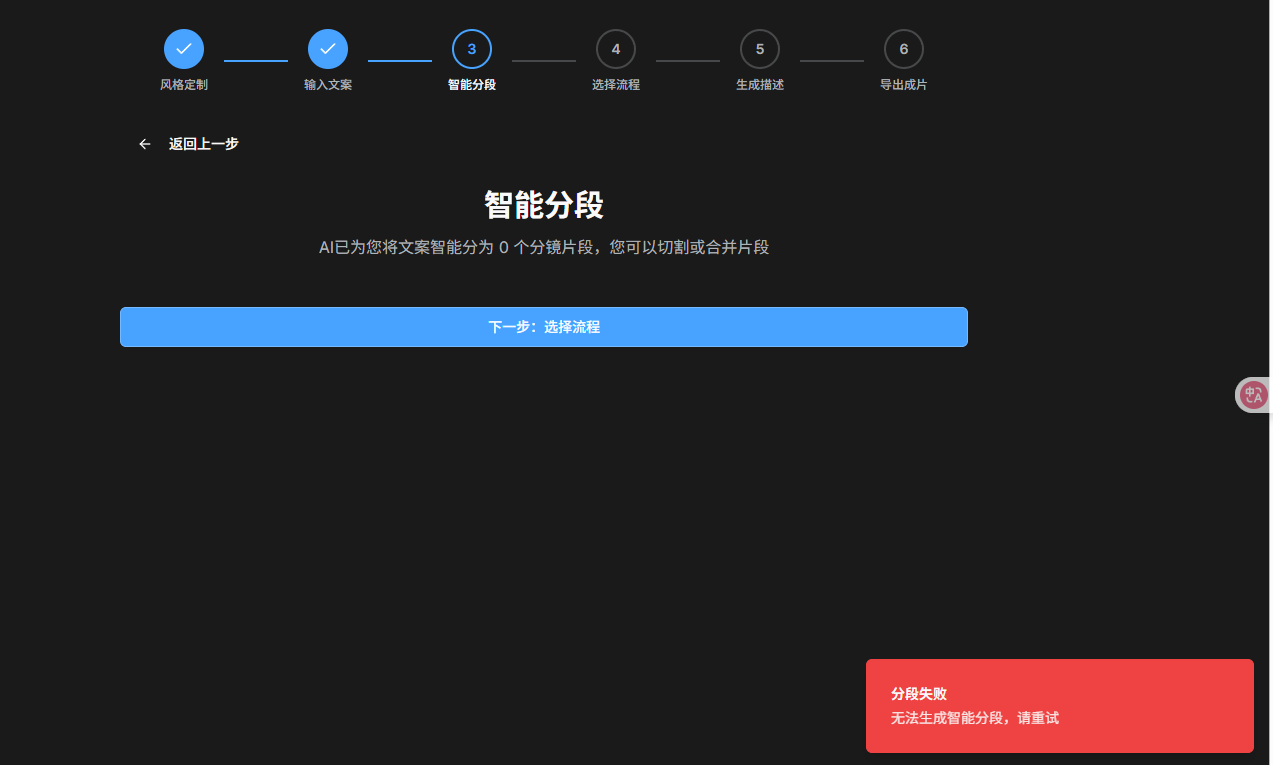 3
4
5
6
风格定制
输入文案
智能分段
选择流程
生成描述
导出成片
返回上一步
智能分段
AI已为您将文案智能分为 0 个分镜片段，您可以切割或合并片段
下一步：选择流程
中
A
分段失败
无法生成智能分段，请重试